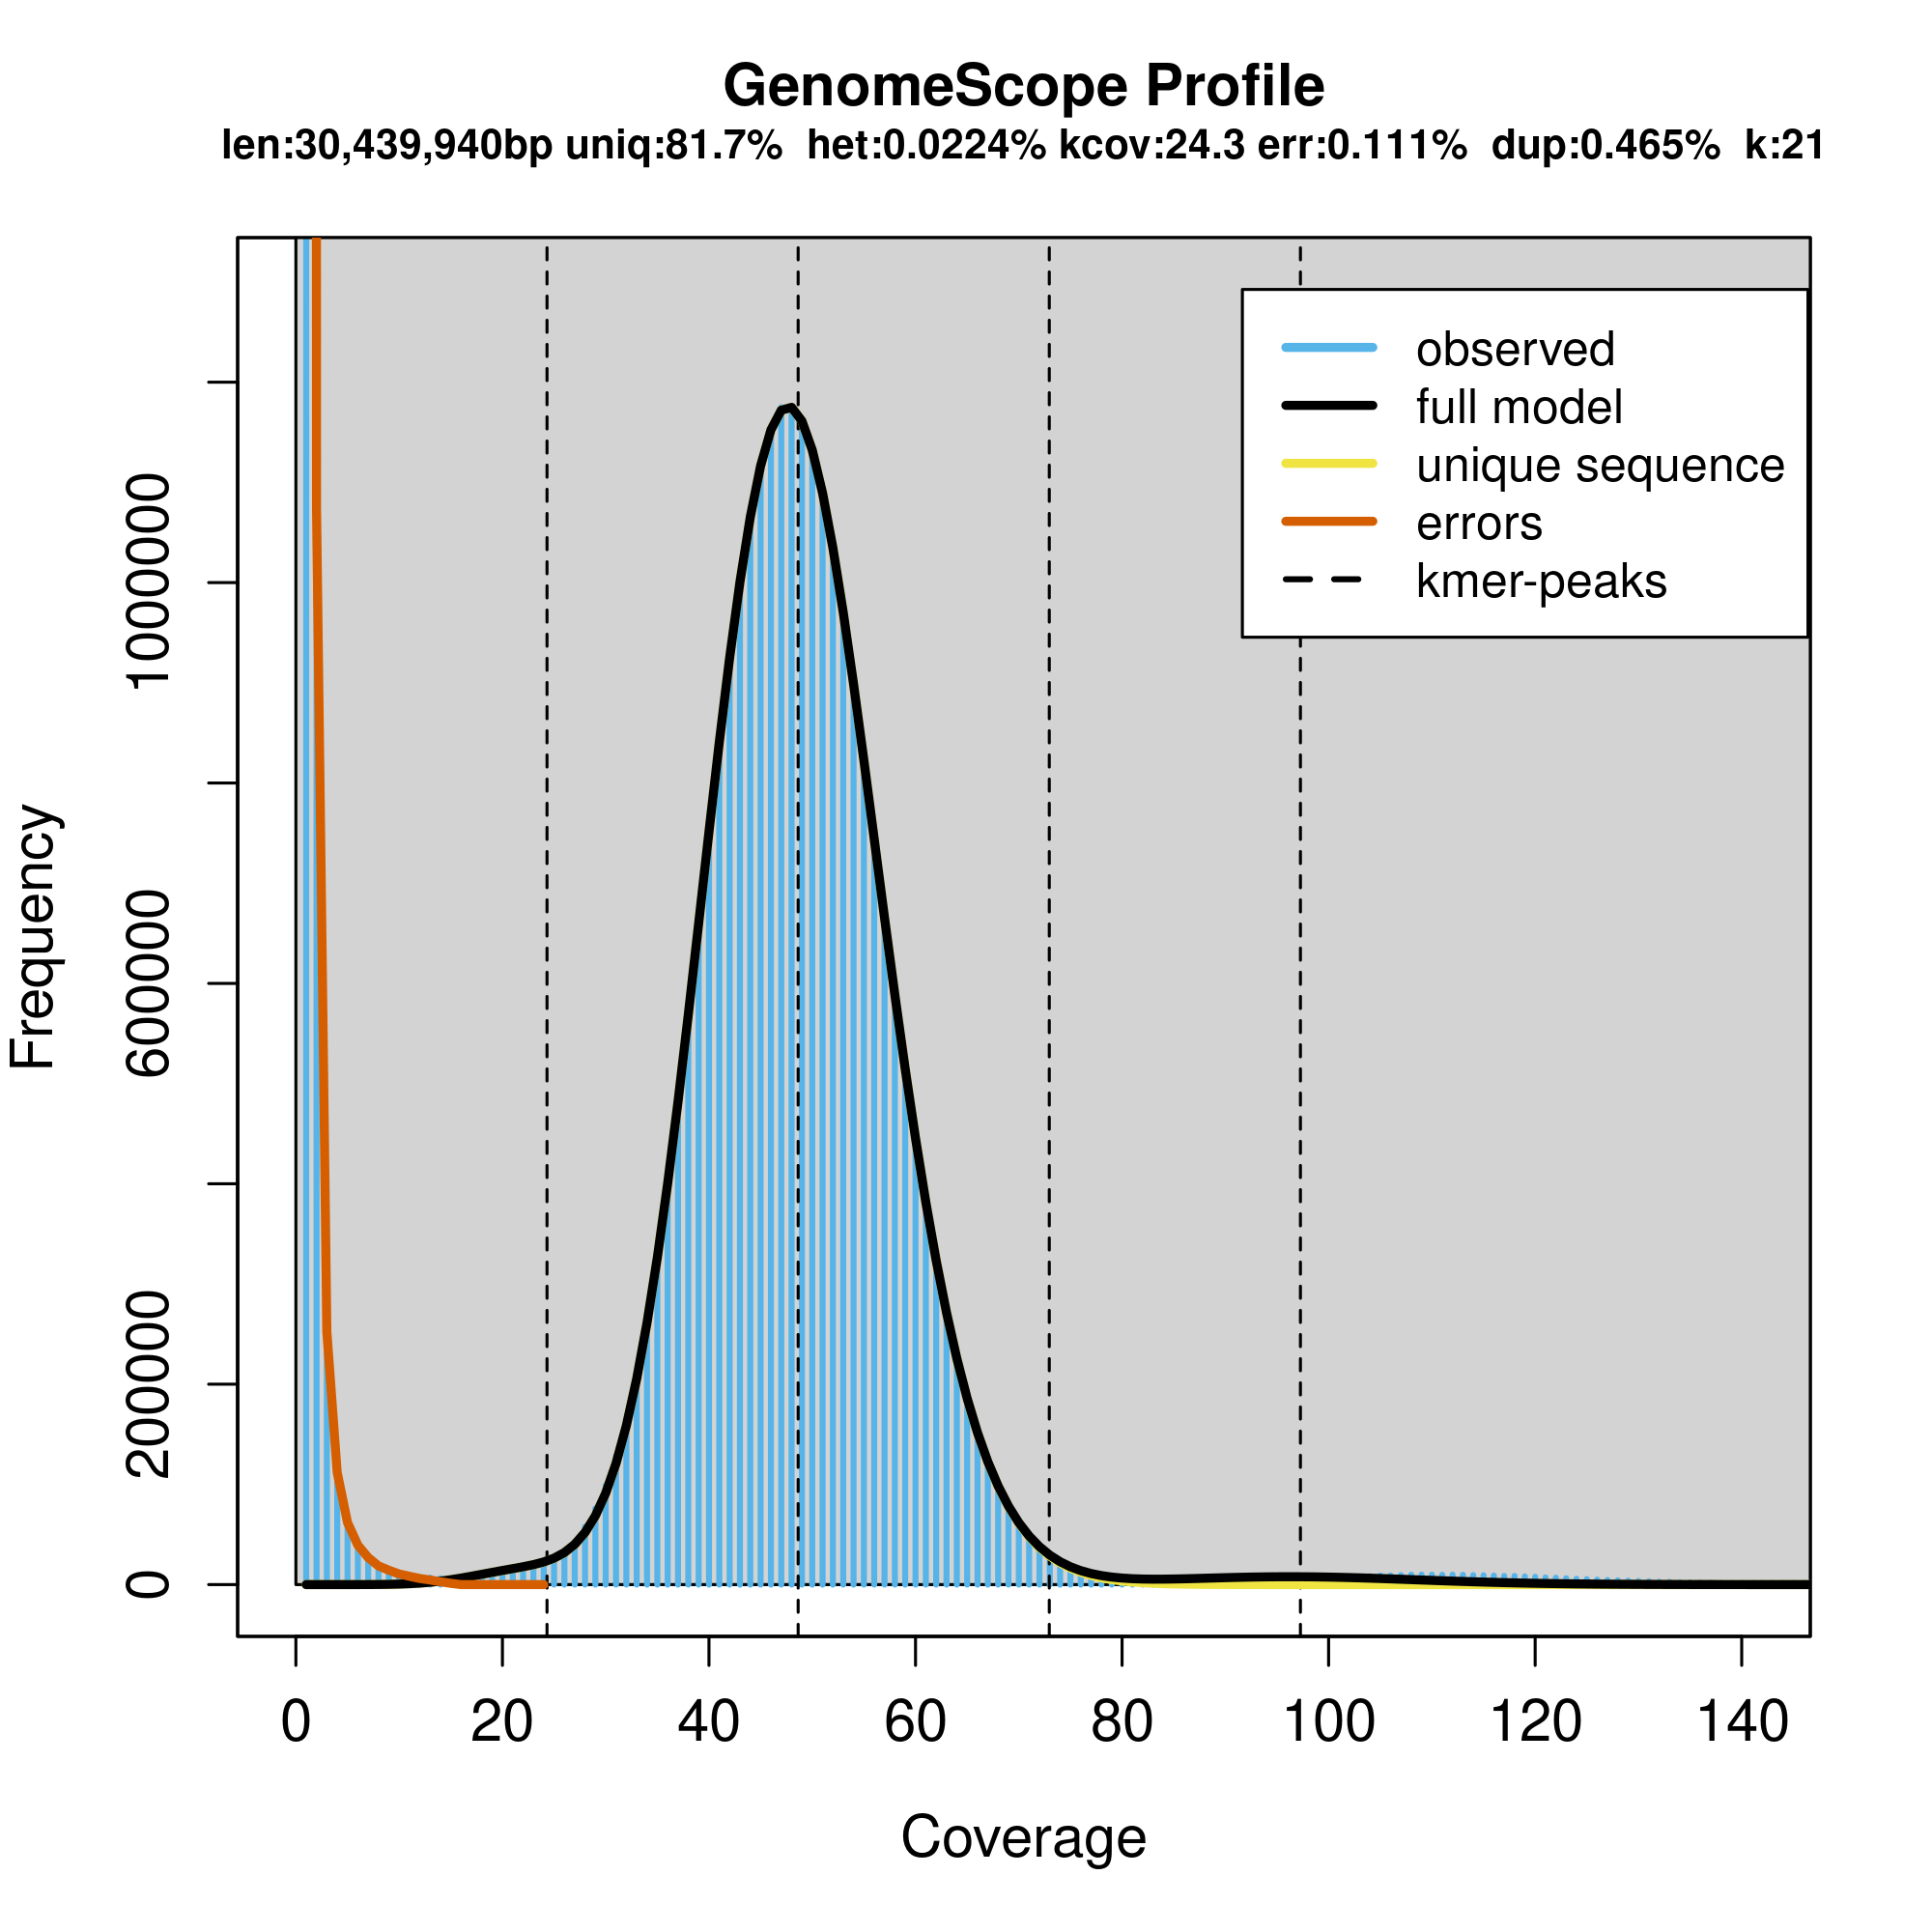 GenomeScope Profile
len:30,439,940bp uniq:81.7% het:0.0224% kcov:24.3 err:0.111% dup:0.465% k:21
observed
full model
unique sequence
errors
kmer-peaks
Frequency
1000000
600000
200000
0
0 20 40 60 80 100 120 140
Coverage